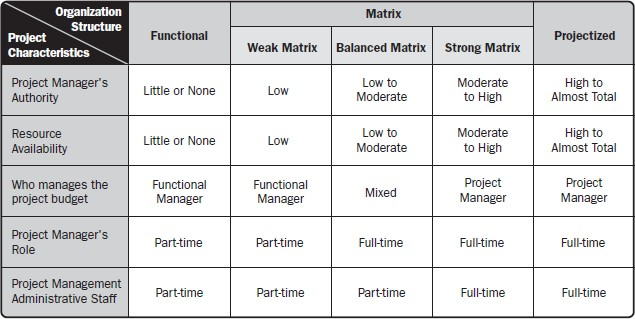 Organization
Structure
Project
Characteristics
Functional
Matrix
Weak Matrix
Balanced Matrix
Strong Matrix
Projectized
Project Manager's
Authority
Little or None
Low
Low to
Moderate
Moderate
to High
High to
Almost Total
Resource
Availability
Little or None
Low
Low to
Moderate
Moderate
to High
High to
Almost Total
Who manages the
project budget
Functional
Manager
Functional
Manager
Mixed
Project
Manager
Project
Manager
Project Manager's
Role
Part-time
Part-time
Full-time
Full-time
Full-time
Project Management
Administrative Staff
Part-time
Part-time
Part-time
Full-time
Full-time